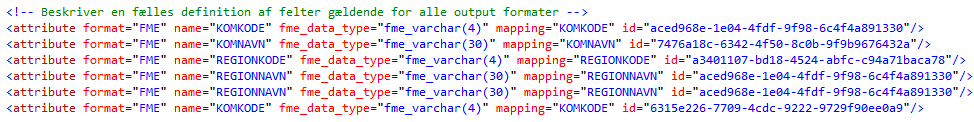 <!-- Beskriver en fælles definition af felter gældende for alle output formater -->
<attribute format="FME" name="KOMKODE" fme_data_type="fme_varchar(4)" mapping="KOMKODE" id="aced968e-1e04-4fdf-9f98-6c4f4a891330"/>
<attribute format="FME" name="KOMNAVN" fme_data_type="fme_varchar(30)" mapping="KOMNAVN" id="7476a18c-6342-4f50-8c0b-9f9b9676432a"/>
<attribute format="FME" name="REGIONKODE" fme_data_type="fme_varchar(4)" mapping="REGIONKODE" id="a3401107-bd18-4524-abfc-c94a71baca78"/>
<attribute format="FME" name="REGIONNAVN" fme_data_type="fme_varchar(30)" mapping="REGIONNAVN" id="aced968e-1e04-4fdf-9f98-6c4f4a891330"/>
<attribute format="FME" name="REGIONNAVN" fme_data_type="fme_varchar(30)" mapping="REGIONNAVN" id="aced968e-1e04-4fdf-9f98-6c4f4a891330"/>
<attribute format="FME" name="KOMKODE" fme_data_type="fme_varchar(4)" mapping="KOMKODE" id="6315e226-7709-4cdc-9222-9729f90ee0a9"/>